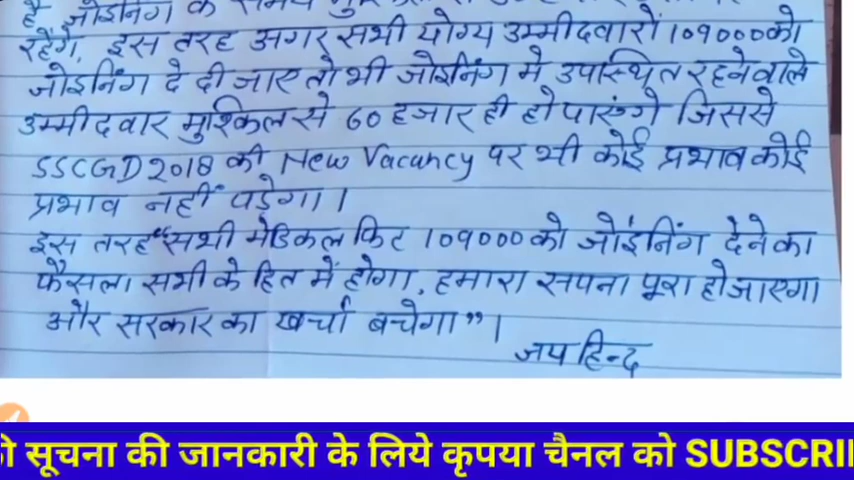 है जोइनिंग के समय
रहेगे, इस तरह अगर सभी योग्य उम्मीदवारों 109000 को
जोइनिंग दे दी जाए तो भी जोइनिंग मे उपस्थित रहने वाले
उम्मीदवार मुश्किल से 60 हजार ही हो पाएंगे जिससे
SSCGD2018 की New Vacancy पर भी कोई प्रभाव कोई
प्रभाव नहीं पड़ेगा।
इस तरह "सभी मेडिकल फिट 109000 को जोइंनिंग देने का
फैसला सभी के हित में होगा, हमारा सपना पूरा हो जाएगा
और सरकार का खर्चा बचेगा"।
जय हिन्द
सूचना की जानकारी के लिये कृपया चैनल को